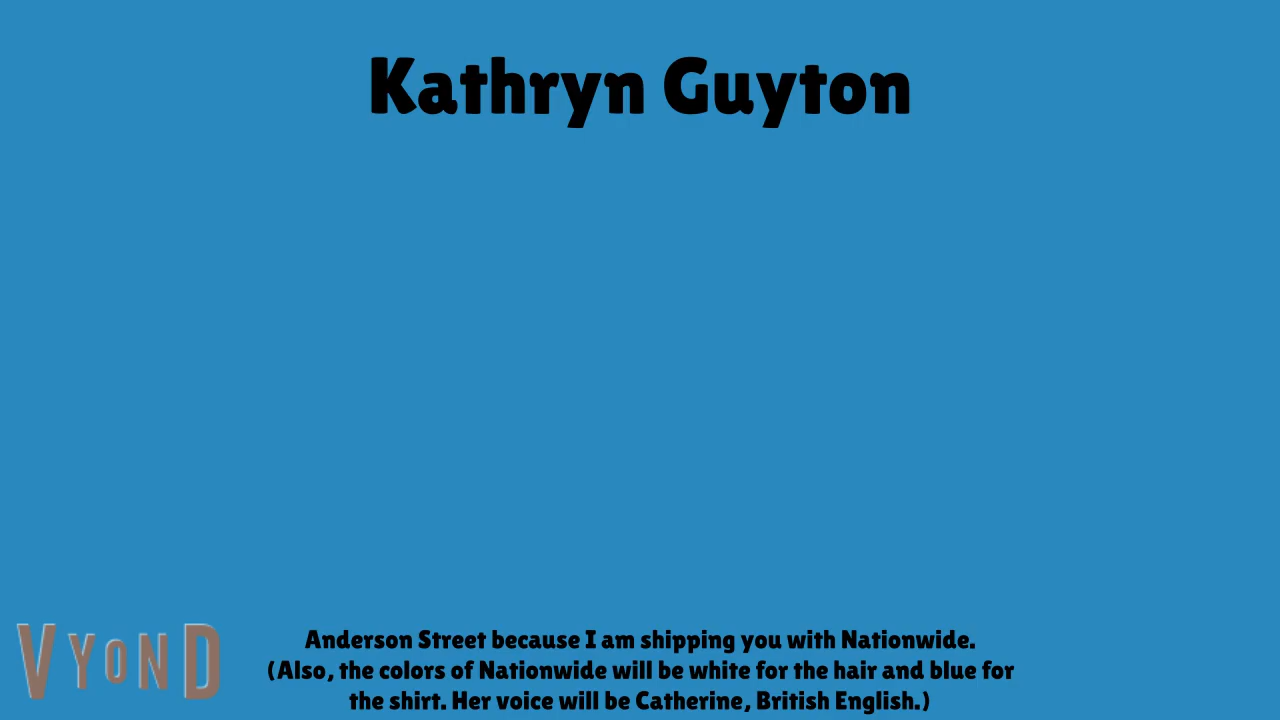 Kathryn Guyton
Anderson Street because I am shipping you with Nationwide.
(Also, the colors of Nationwide will be white for the hair and blue for
the shirt. Her voice will be Catherine, British English.)
VYOND